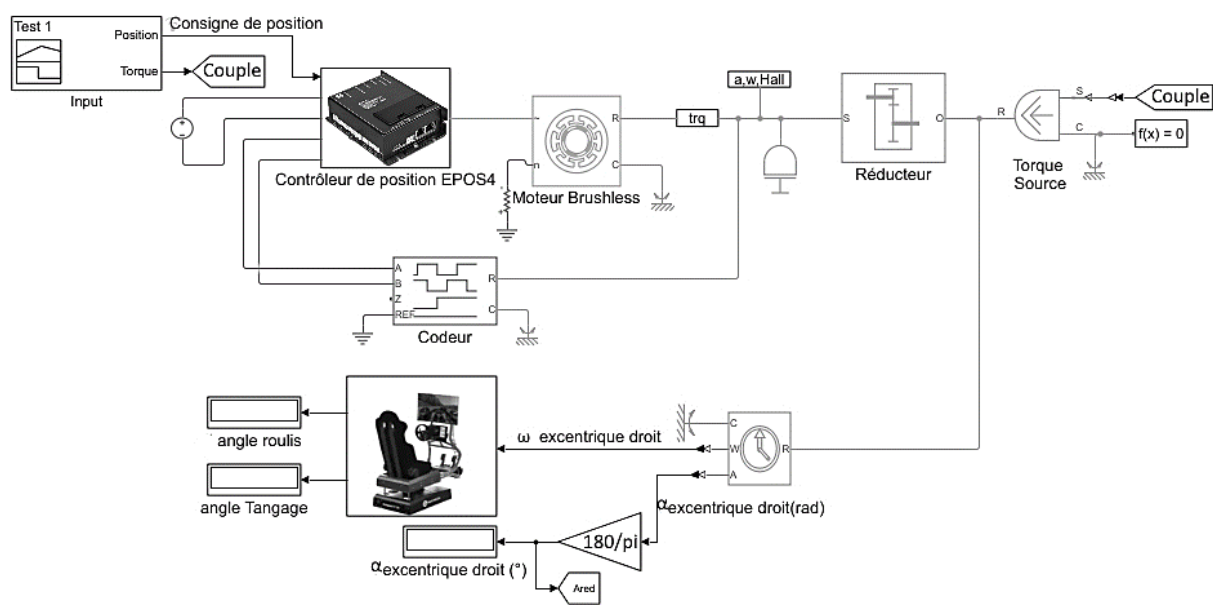 Test 1
Position
Torque
Input
Consigne de position
Couple
Contrôleur de position EPOS4
~
n
R
C
Moteur Brushless
trq
a,w,Hall
S
O
Réducteur
R
S
C
Torque
Source
Couple
f(x) = 0
A
B
Z
REF
R
C
Codeur
angle roulis
angle Tangage
ω excentrique droit
C
W
A
R
αexcentrique droit(rad)
180/pi
αexcentrique droit (°)
Ared